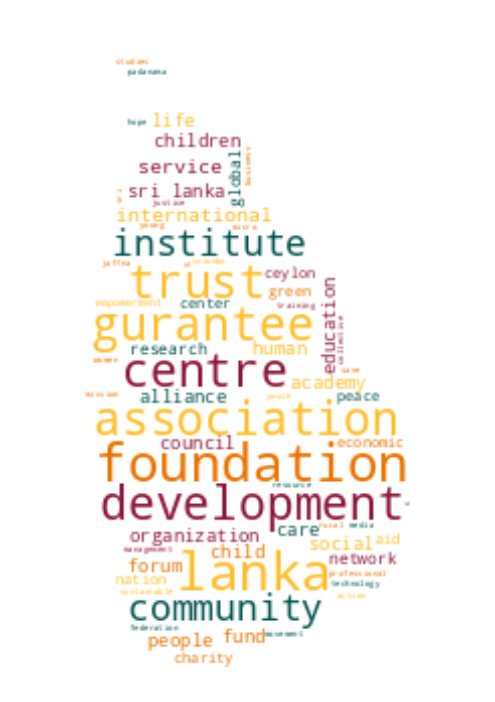 studies
padanama
hope life
children
service
global
business
sri lanka
justice
international
young micro
institute
jaffna
trust
ceylon
green
empowerment center training
gurantee
education
collective
research human
women
centre
care
academy
mission alliance youth peace
association
council economic
foundation
resource
development
care rural media
organization social aid
management child network
forum professional
lanka
nation technology
sustainable action
community
federation
people fund movement
charity